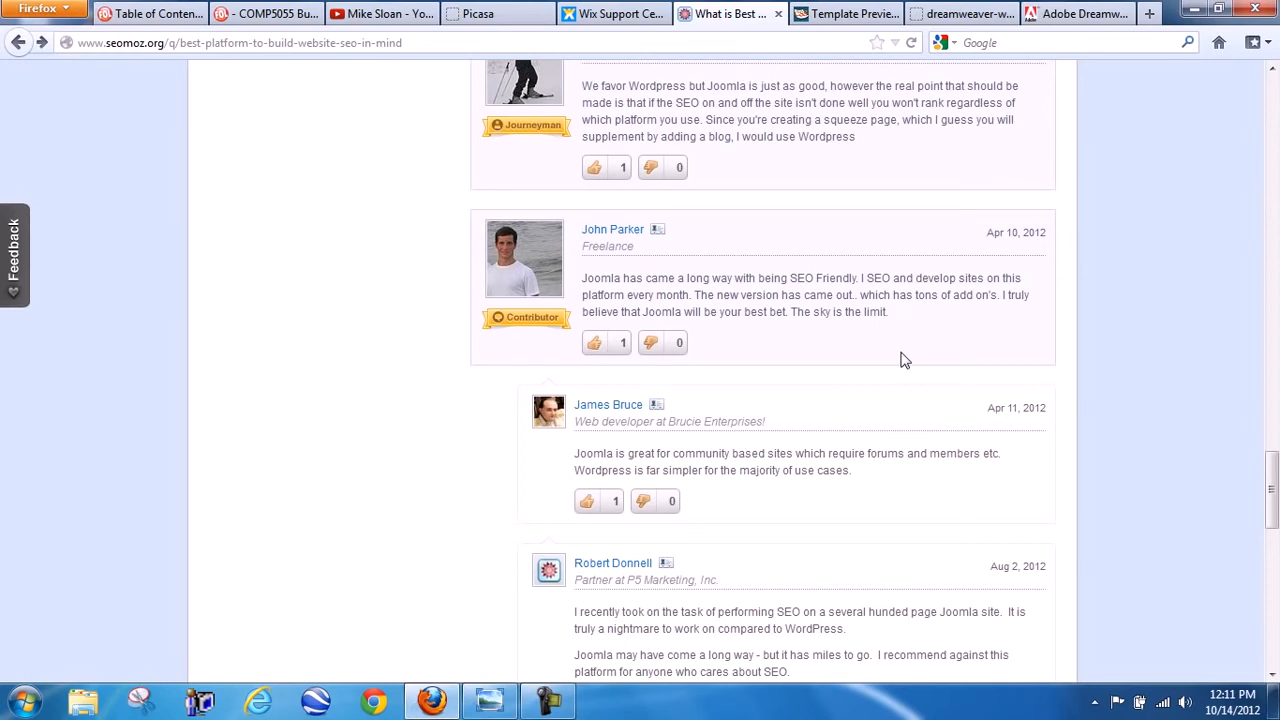 Firefox
Table of Conten...
- COMP5055 Bu...
Mike Sloan - Yo...
Picasa
Wix Support Ce...
What is Best ...
Template Previe...
dreamweaver-w...
Adobe Dreamw...
www.seomoz.org/q/best-platform-to-build-website-seo-in-mind
Google
Feedback
We favor Wordpress but Joomla is just as good, however the real point that should be
made is that if the SEO on and off the site isn't done well you won't rank regardless of
which platform you use. Since you're creating a squeeze page, which I guess you will
supplement by adding a blog, I would use Wordpress
Journeyman
1 0
John Parker
Apr 10, 2012
Freelance
Joomla has came a long way with being SEO Friendly. I SEO and develop sites on this
platform every month. The new version has came out.. which has tons of add on's. I truly
believe that Joomla will be your best bet. The sky is the limit.
Contributor
1 0
James Bruce
Apr 11, 2012
Web developer at Brucie Enterprises!
Joomla is great for community based sites which require forums and members etc.
Wordpress is far simpler for the majority of use cases.
1 0
Robert Donnell
Aug 2, 2012
Partner at P5 Marketing, Inc.
I recently took on the task of performing SEO on a several hunded page Joomla site. It is
truly a nightmare to work on compared to WordPress.
Joomla may have come a long way - but it has miles to go. I recommend against this
platform for anyone who cares about SEO.
12:11 PM
10/14/2012